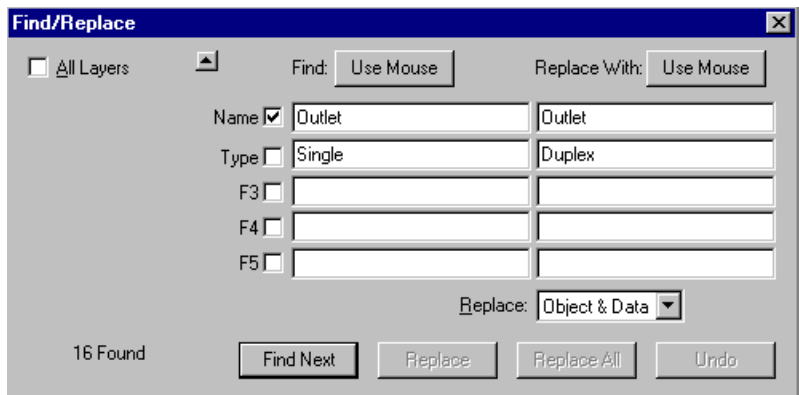 Find/Replace
All Layers Find: Use Mouse Replace With: Use Mouse
Name Outlet Outlet
Type Single Duplex
F3
F4
F5
Replace: Object & Data
16 Found Find Next Replace Replace All Undo